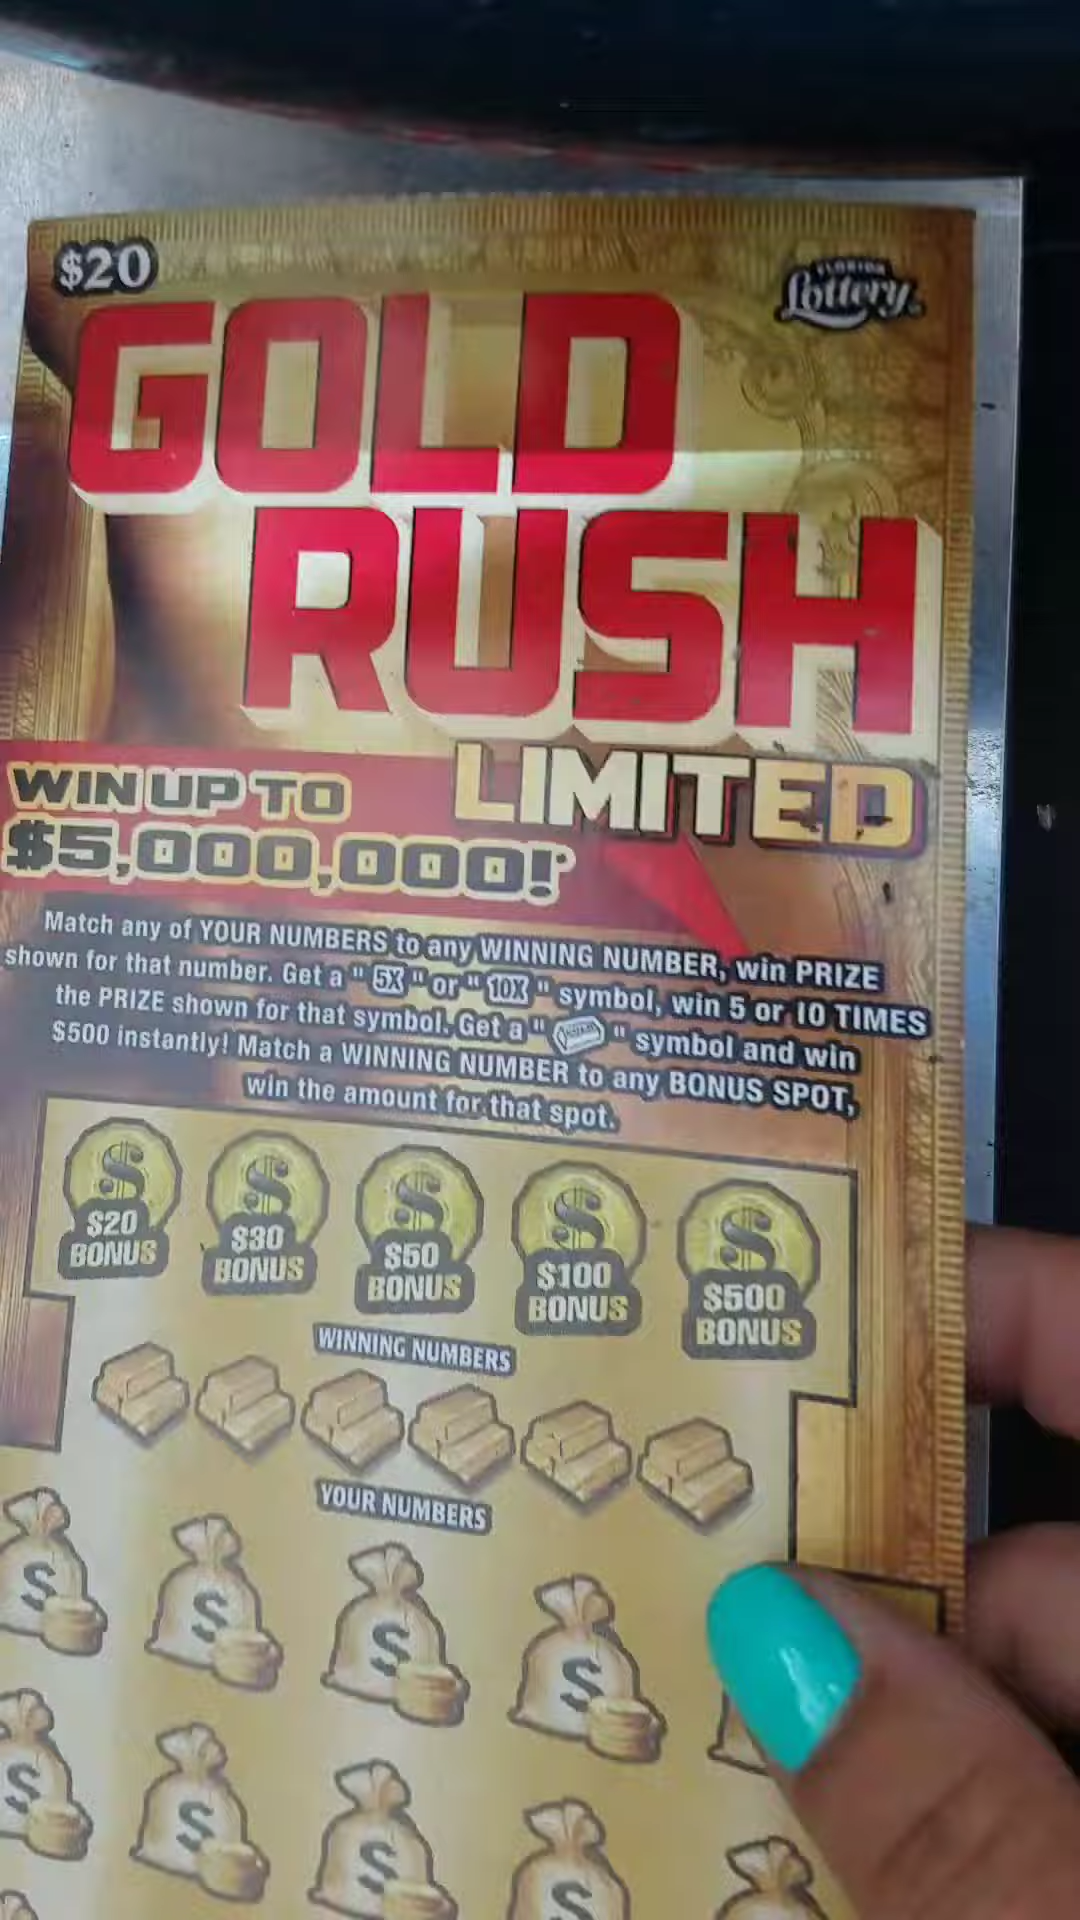 $20
FLORIDA
Lottery
GOLD
RUSH
LIMITED
WIN UP TO
$5,000,000!
Match any of YOUR NUMBERS to any WINNING NUMBER, win PRIZE
shown for that number. Get a " 5X " or " 10X " symbol, win 5 or 10 TIMES
the PRIZE shown for that symbol. Get a " " symbol and win
$500 instantly! Match a WINNING NUMBER to any BONUS SPOT,
win the amount for that spot.
$20
BONUS
$30
BONUS
$50
BONUS
$100
BONUS
$500
BONUS
WINNING NUMBERS
YOUR NUMBERS
$
$
$
$
$
$
$
$